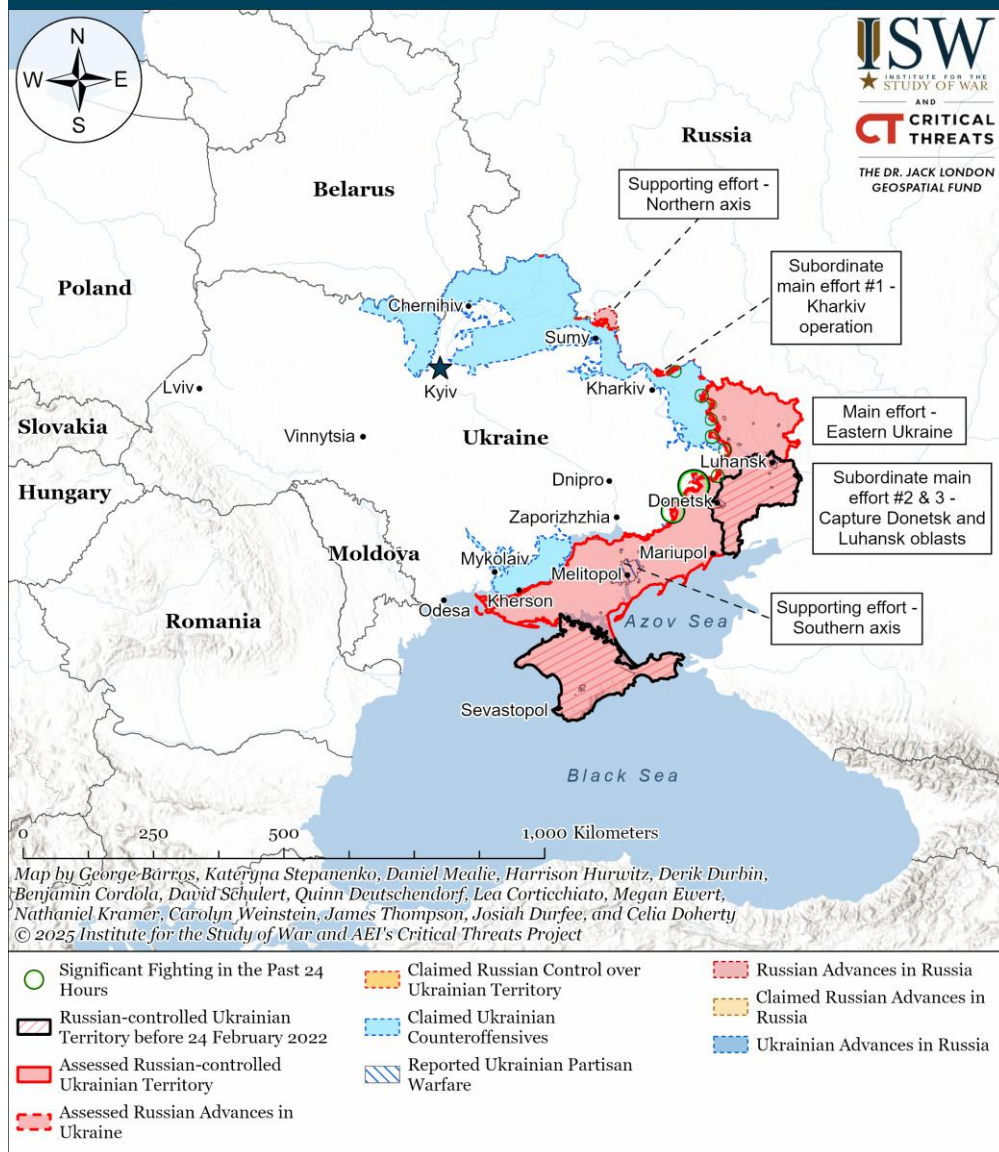 N
W
E
S
ISW
INSTITUTE FOR THE
STUDY OF WAR
AND
CT CRITICAL
THREATS
THE DR. JACK LONDON
GEOSPATIAL FUND
Russia
Belarus
Supporting effort -
Northern axis
Poland
Subordinate
main effort #1 -
Kharkiv
operation
Chernihiv
Sumy
Kyiv
Kharkiv
Lviv
Slovakia
Vinnytsia
Ukraine
Main effort -
Eastern Ukraine
Luhansk
Hungary
Dnipro
Donetsk
Subordinate main
effort #2 & 3 -
Capture Donetsk and
Luhansk oblasts
Zaporizhzhia
Moldova
Mykolaiv
Mariupol
Melitopol
Kherson
Odesa
Romania
Azov Sea
Supporting effort -
Southern axis
Sevastopol
Black Sea
0 250 500 1,000 Kilometers
Map by George Barros, Kateryna Stepanenko, Daniel Mealie, Harrison Hurwitz, Derik Durbin,
Benjamin Cordola, David Schulert, Quinn Deutschendorf, Lea Corticchiato, Megan Ewert,
Nathaniel Kramer, Carolyn Weinstein, James Thompson, Josiah Durfee, and Celia Doherty
© 2025 Institute for the Study of War and AEI's Critical Threats Project
Significant Fighting in the Past 24
Hours
Russian-controlled Ukrainian
Territory before 24 February 2022
Assessed Russian-controlled
Ukrainian Territory
Assessed Russian Advances in
Ukraine
Claimed Russian Control over
Ukrainian Territory
Claimed Ukrainian
Counteroffensives
Reported Ukrainian Partisan
Warfare
Russian Advances in Russia
Claimed Russian Advances in
Russia
Ukrainian Advances in Russia